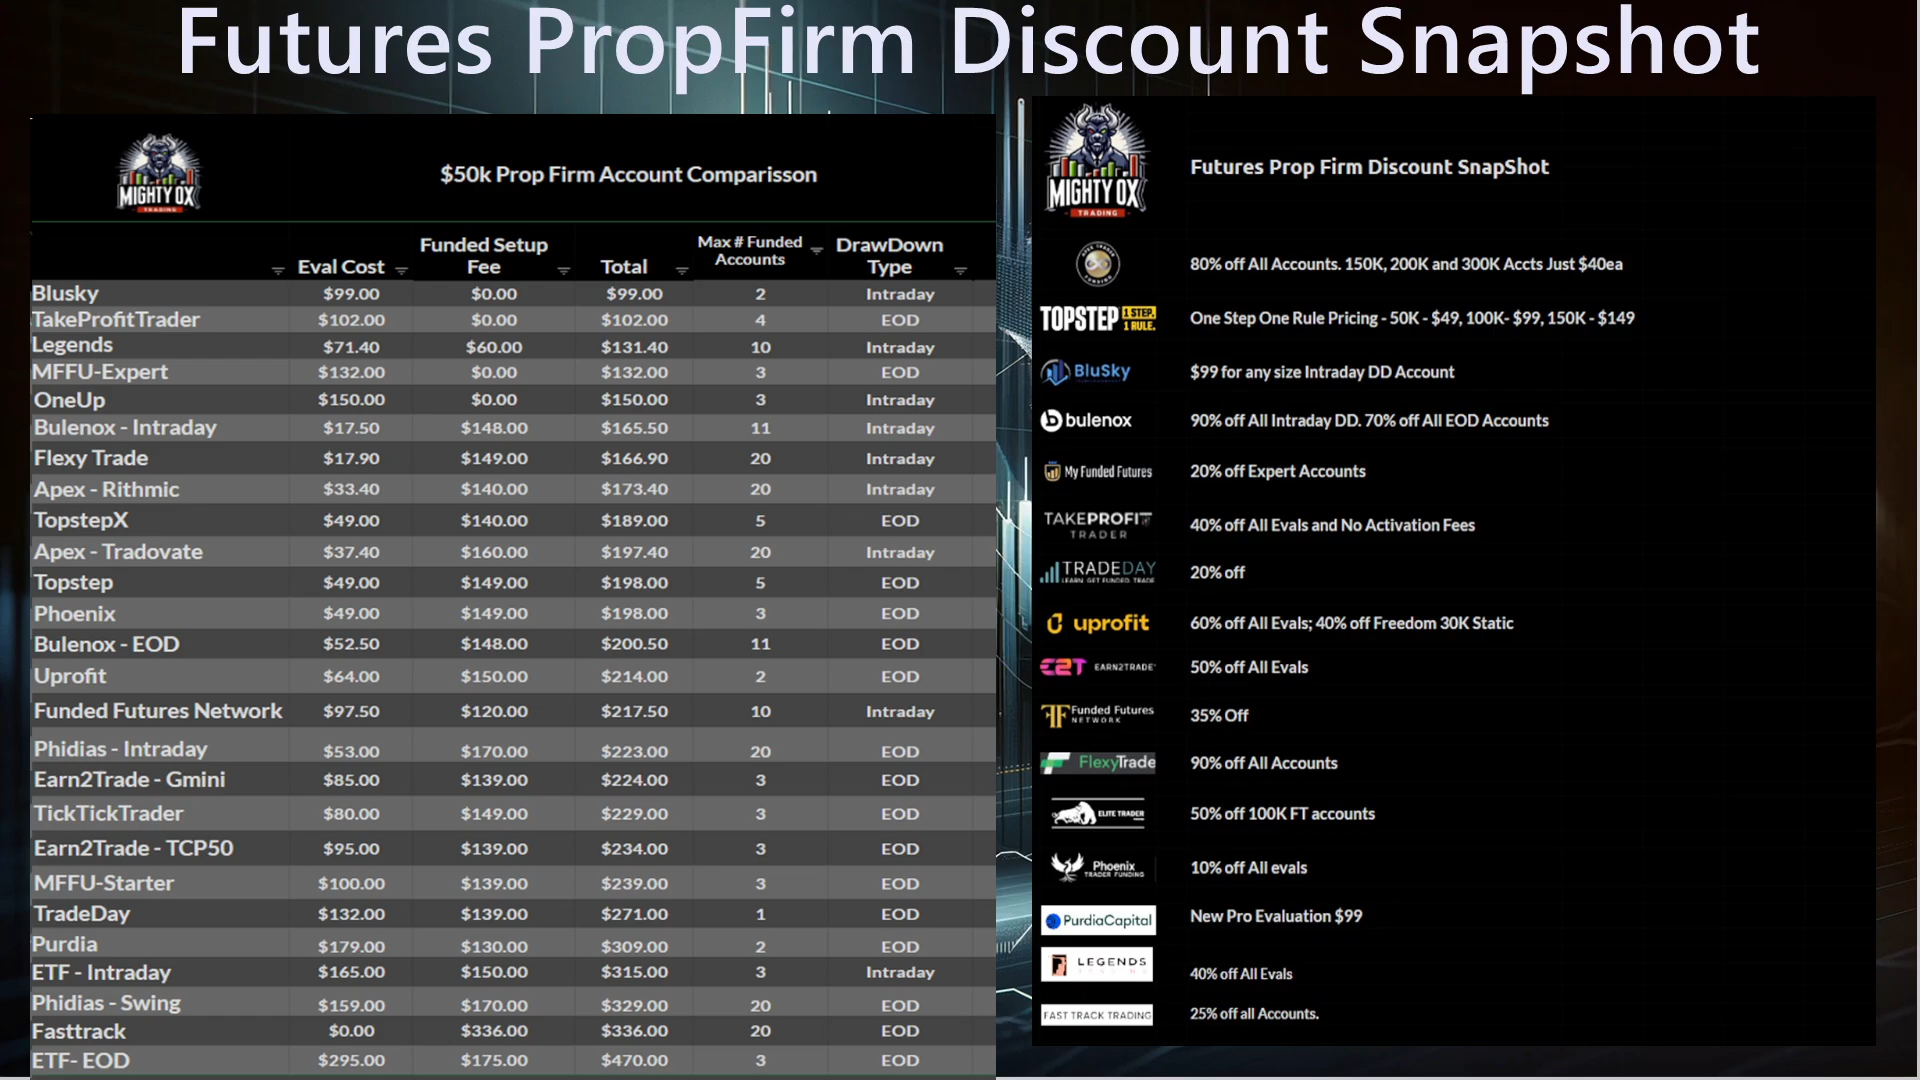 Futures PropFirm Discount Snapshot
MIGHTY OX
TRADING
$50k Prop Firm Account Comparisson
Eval Cost Funded Setup Fee Total Max # Funded Accounts DrawDown Type
Blusky $99.00 $0.00 $99.00 2 Intraday
TakeProfitTrader $102.00 $0.00 $102.00 4 EOD
Legends $71.40 $60.00 $131.40 10 Intraday
MFFU-Expert $132.00 $0.00 $132.00 3 EOD
OneUp $150.00 $0.00 $150.00 3 Intraday
Bulenox - Intraday $17.50 $148.00 $165.50 11 Intraday
Flexy Trade $17.90 $149.00 $166.90 20 Intraday
Apex - Rithmic $33.40 $140.00 $173.40 20 Intraday
TopstepX $49.00 $140.00 $189.00 5 EOD
Apex - Tradovate $37.40 $160.00 $197.40 20 Intraday
Topstep $49.00 $149.00 $198.00 5 EOD
Phoenix $49.00 $149.00 $198.00 3 EOD
Bulenox - EOD $52.50 $148.00 $200.50 11 EOD
Uprofit $64.00 $150.00 $214.00 2 EOD
Funded Futures Network $97.50 $120.00 $217.50 10 Intraday
Phidias - Intraday $53.00 $170.00 $223.00 20 EOD
Earn2Trade - Gmini $85.00 $139.00 $224.00 3 EOD
TickTickTrader $80.00 $149.00 $229.00 3 EOD
Earn2Trade - TCP50 $95.00 $139.00 $234.00 3 EOD
MFFU-Starter $100.00 $139.00 $239.00 3 EOD
TradeDay $132.00 $139.00 $271.00 1 EOD
Purdia $179.00 $130.00 $309.00 2 EOD
ETF - Intraday $165.00 $150.00 $315.00 3 Intraday
Phidias - Swing $159.00 $170.00 $329.00 20 EOD
Fasttrack $0.00 $336.00 $336.00 20 EOD
ETF- EOD $295.00 $175.00 $470.00 3 EOD
MIGHTY OX
TRADING
Futures Prop Firm Discount SnapShot
80% off All Accounts. 150K, 200K and 300K Accts Just $40ea
TOPSTEP 1 STEP. 1 RULE. One Step One Rule Pricing - 50K - $49, 100K- $99, 150K - $149
BluSky $99 for any size Intraday DD Account
bulenox 90% off All Intraday DD. 70% off All EOD Accounts
My Funded Futures 20% off Expert Accounts
TAKEPROFIT TRADER 40% off All Evals and No Activation Fees
TRADEDAY LEARN. GET FUNDED. TRADE 20% off
uprofit 60% off All Evals; 40% off Freedom 30K Static
E2T EARN2TRADE 50% off All Evals
Funded Futures NETWORK 35% Off
FlexyTrade 90% off All Accounts
ELITE TRADER 50% off 100K FT accounts
Phoenix TRADER FUNDING 10% off All evals
PurdiaCapital New Pro Evaluation $99
LEGENDS 40% off All Evals
FAST TRACK TRADING 25% off all Accounts.